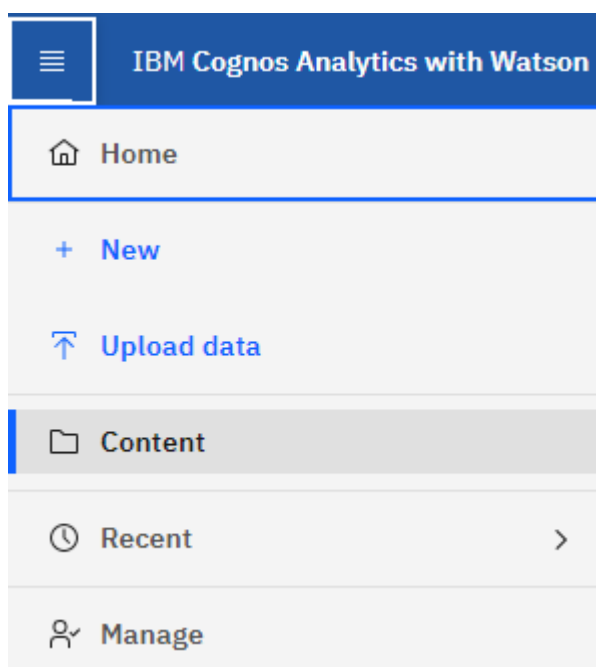 IBM Cognos Analytics with Watson
Home
New
Upload data
Content
Recent
Manage